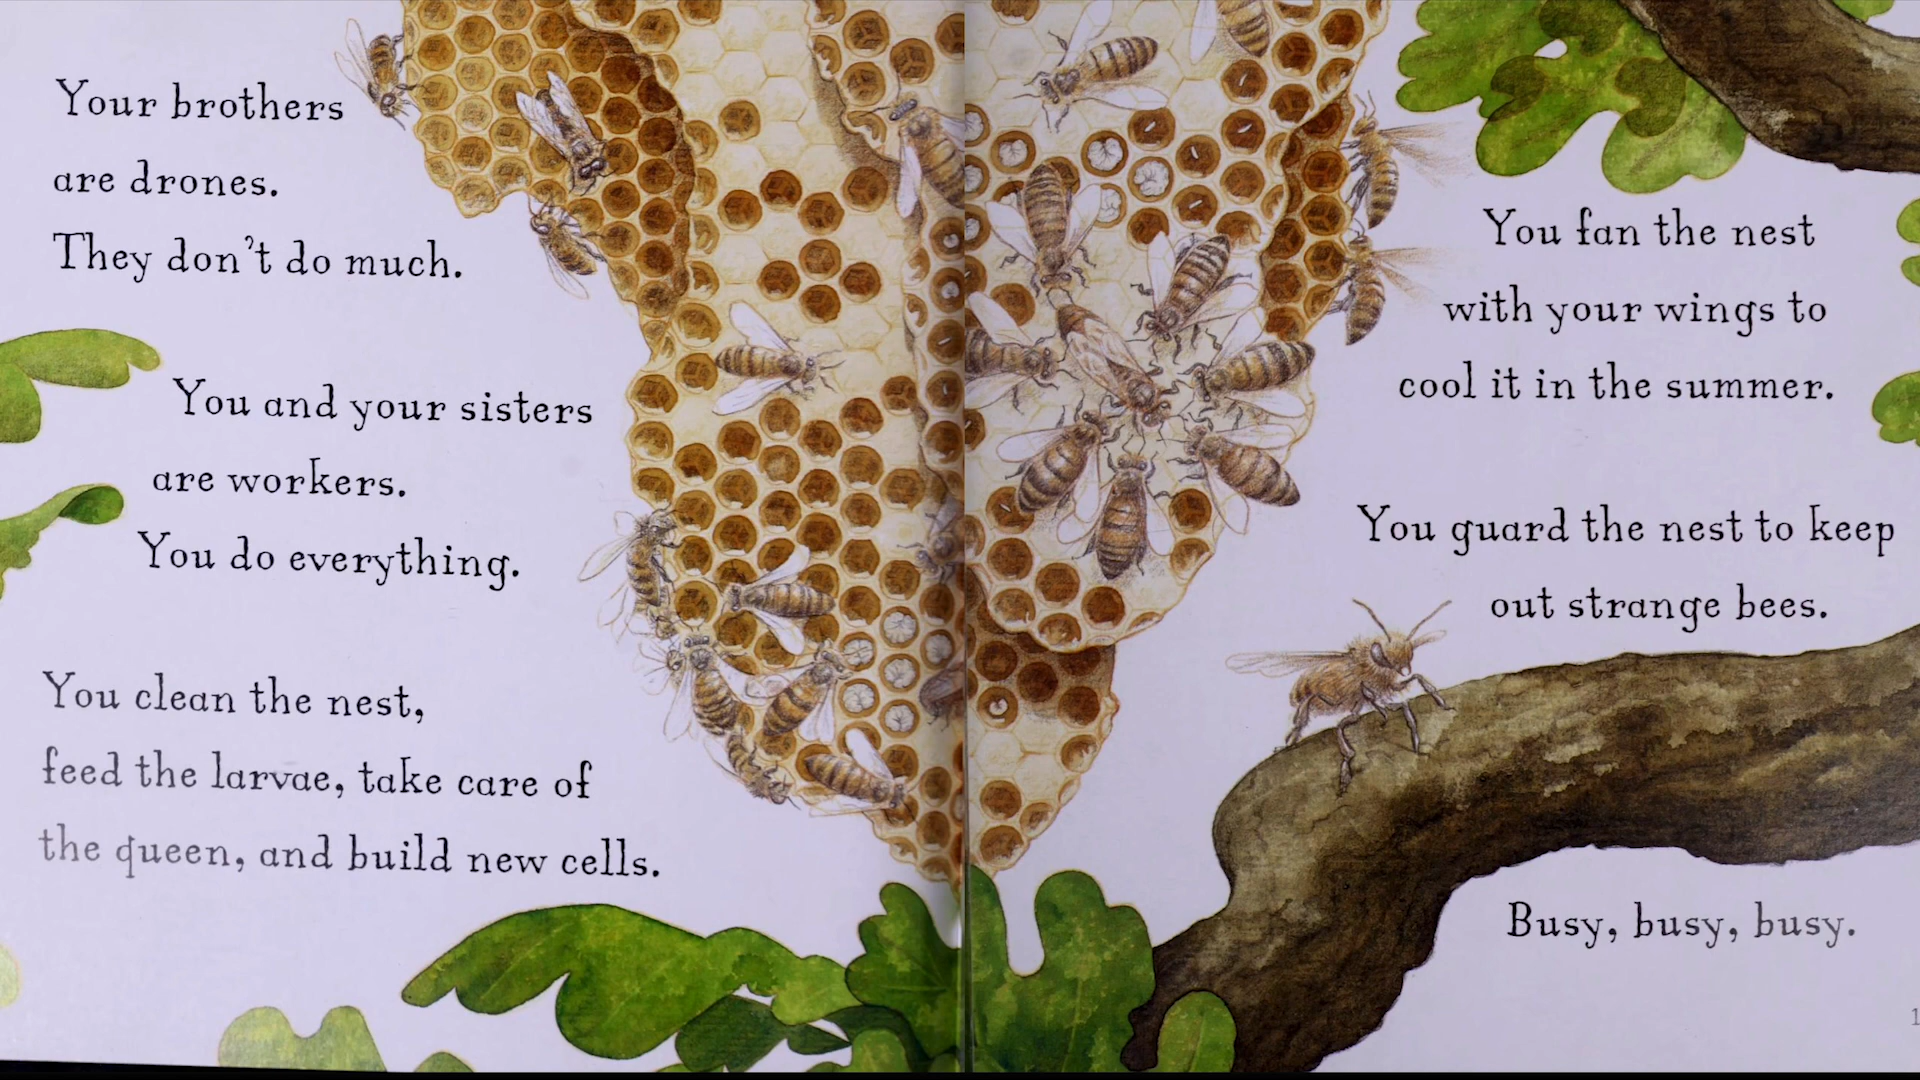 Your brothers
are drones.
They don't do much.
You and your sisters
are workers.
You do everything.
You clean the nest,
feed the larvae, take care of
the queen, and build new cells.
You fan the nest
with your wings to
cool it in the summer.
You guard the nest to keep
out strange bees.
Busy, busy, busy.